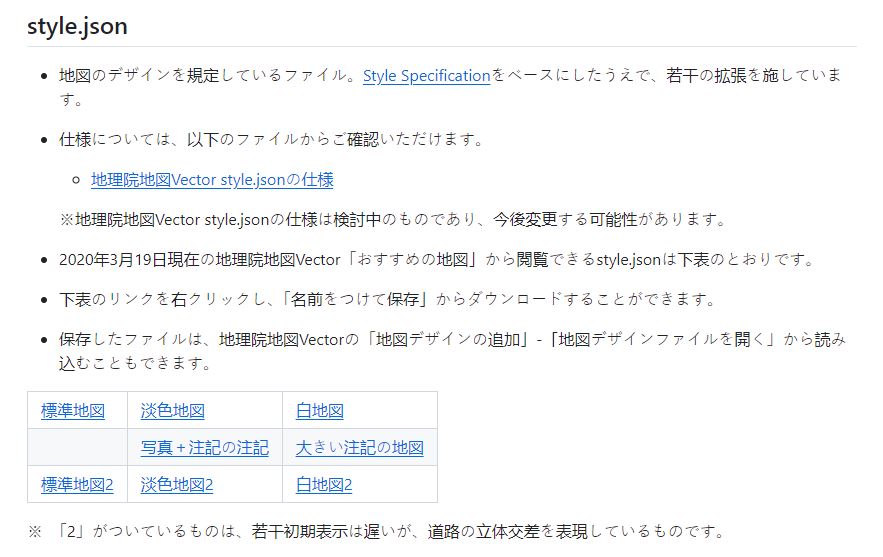 style.json
地図のデザインを規定しているファイル。Style Specificationをベースにしたうえで、若干の拡張を施していま
す。
仕様については、以下のファイルからご確認いただけます。
地理院地図Vector style.jsonの仕様
※地理院地図Vector style.jsonの仕様は検討中のものであり、今後変更する可能性があります。
2020年3月19日現在の地理院地図Vector「おすすめの地図」から閲覧できるstyle.jsonは下表のとおりです。
下表のリンクを右クリックし、「名前をつけて保存」からダウンロードすることができます。
保存したファイルは、地理院地図Vectorの「地図デザインの追加」-「地図デザインファイルを開く」から読み
込むこともできます。
標準地図 淡色地図 白地図
写真+注記の注記 大きい注記の地図
標準地図2 淡色地図2 白地図2
※ 「2」がついているものは、若干初期表示は遅いが、道路の立体交差を表現しているものです。